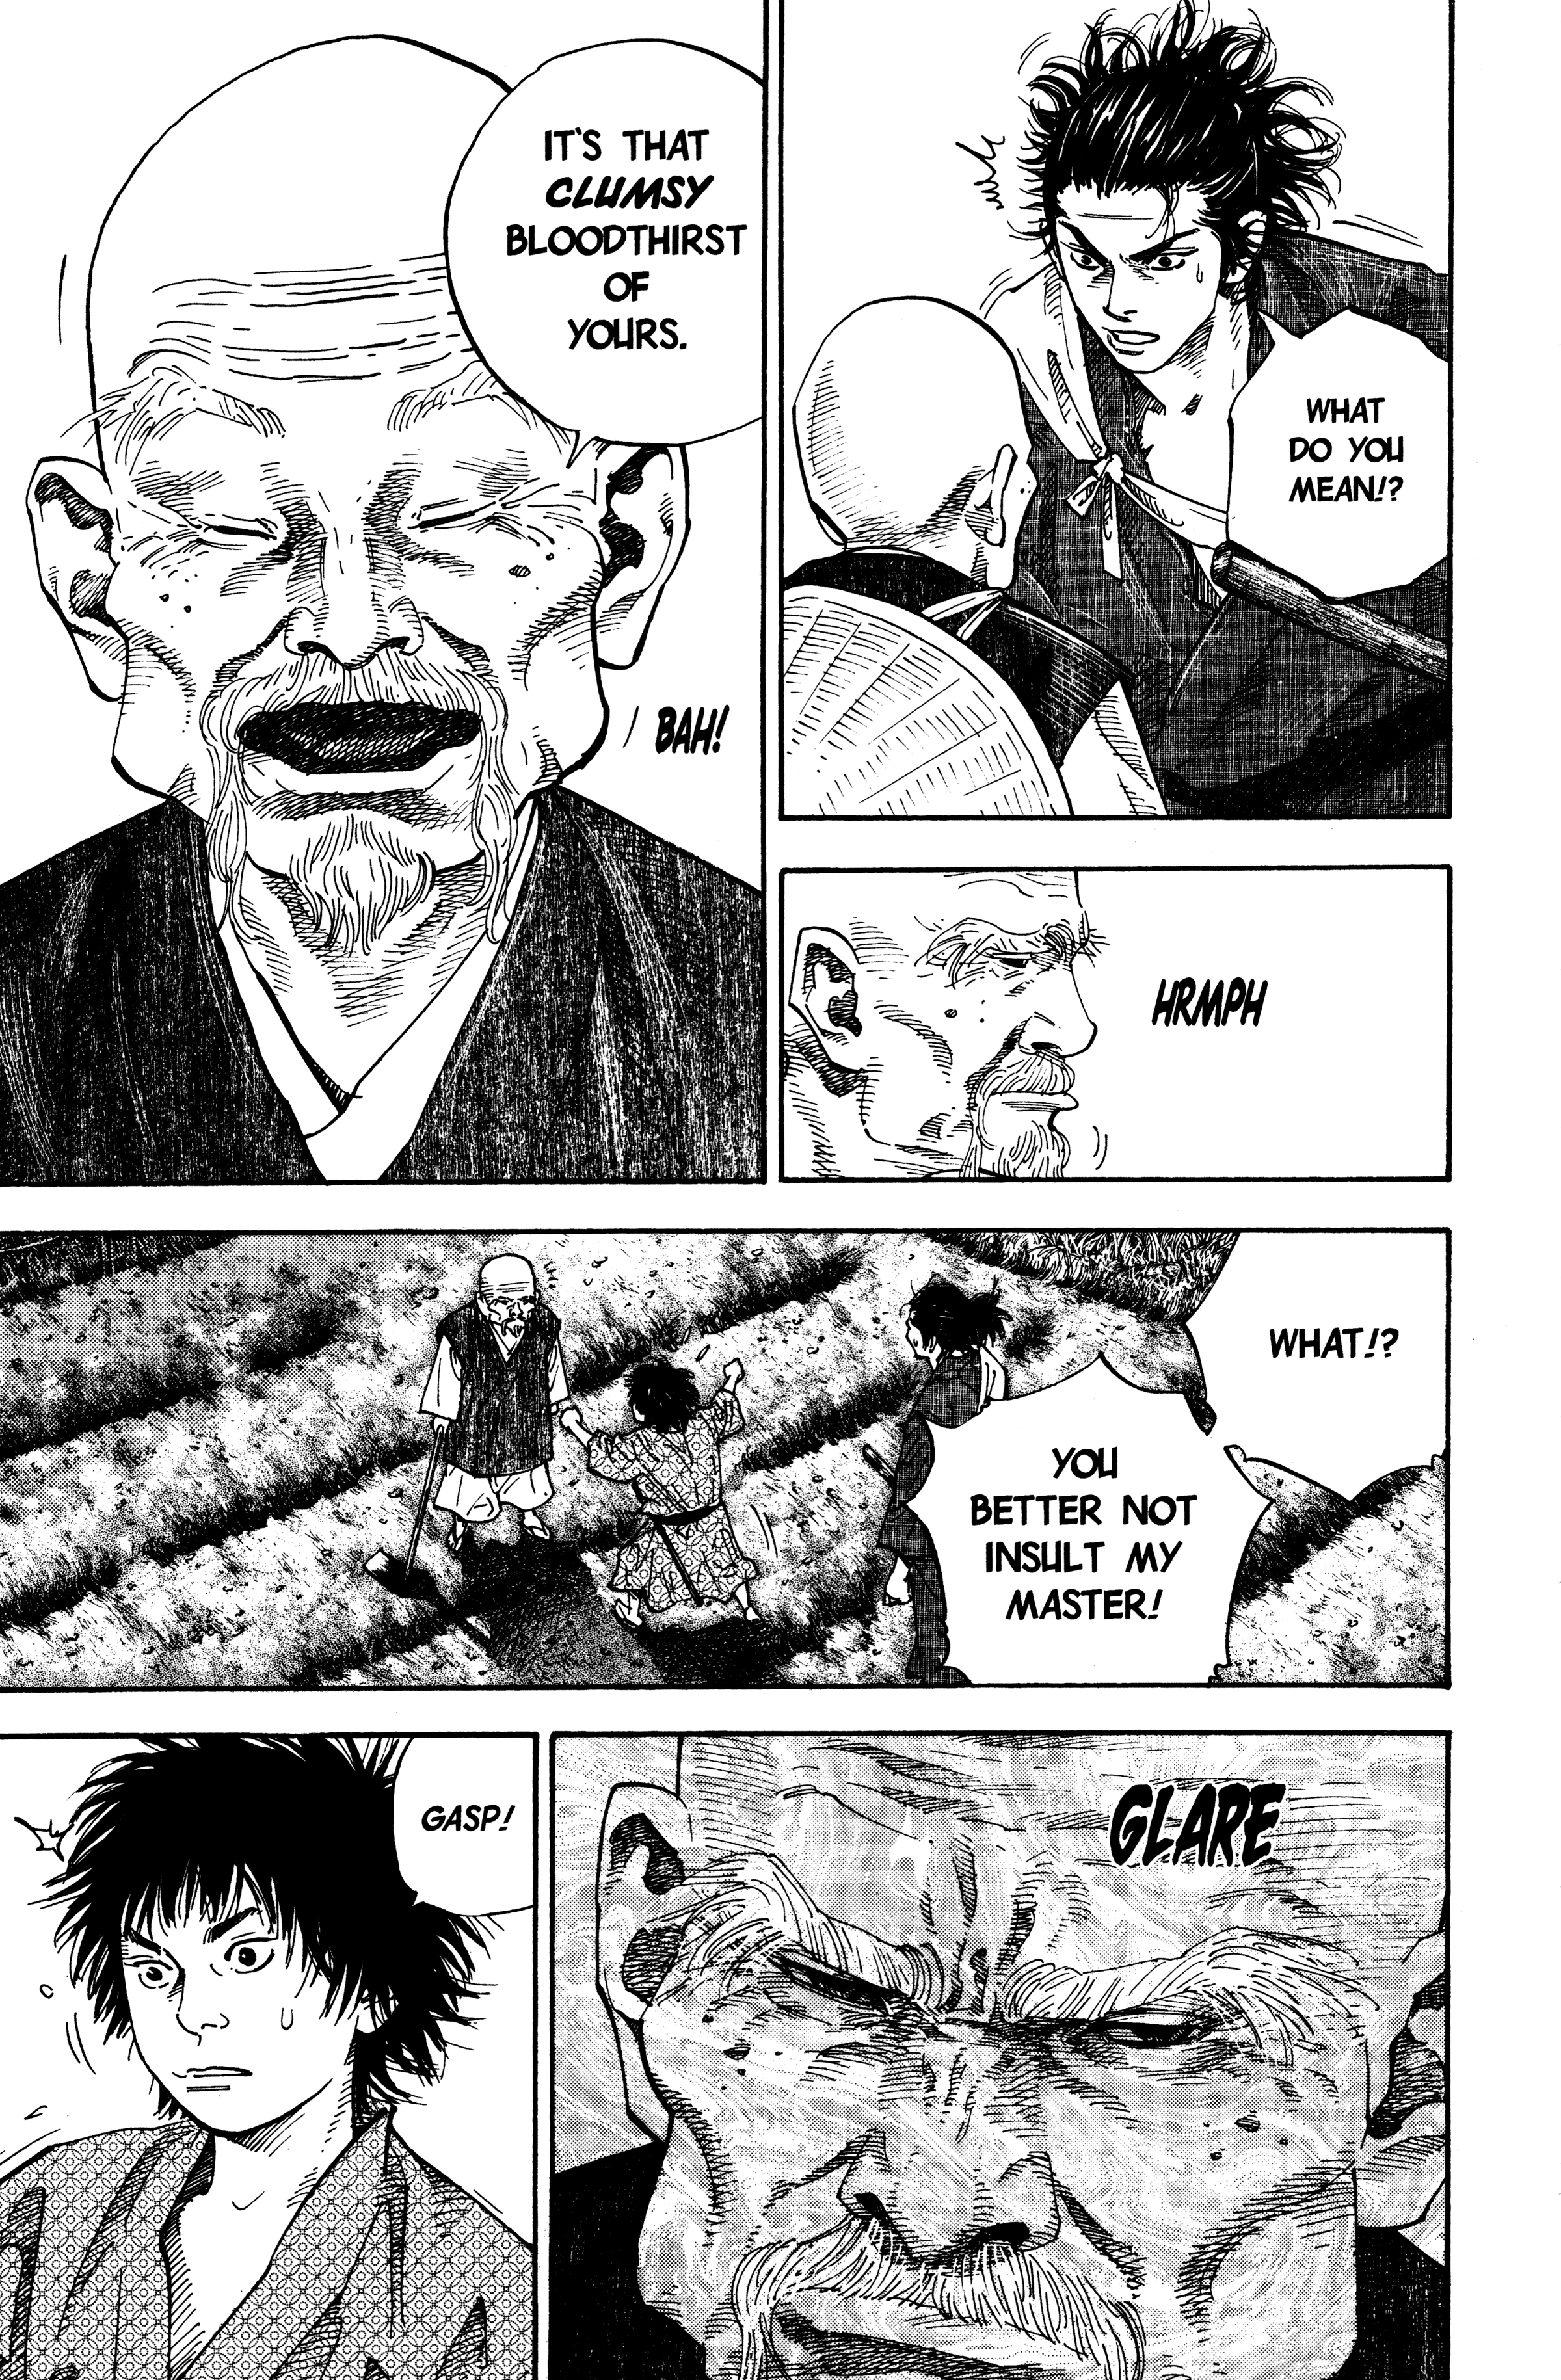 WHAT
DO YOU
MEAN!?
HRMPH
IT'S THAT
CLUMSY
BLOODTHIRST
OF
YOURS.
BAH!
WHAT!?
YOU
BETTER NOT
INSULT MY
MASTER!
GLARE
GASP!